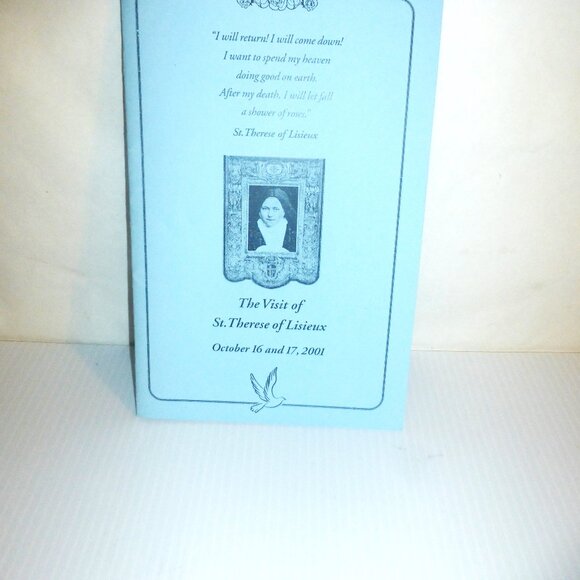 "I will return! I will come down!
I want to spend my heaven
doing good on earth.
After my death, I will let fall
a shower of roses."
St. Therese of Lisieux
The Visit of
St. Therese of Lisieux
October 16 and 17, 2001